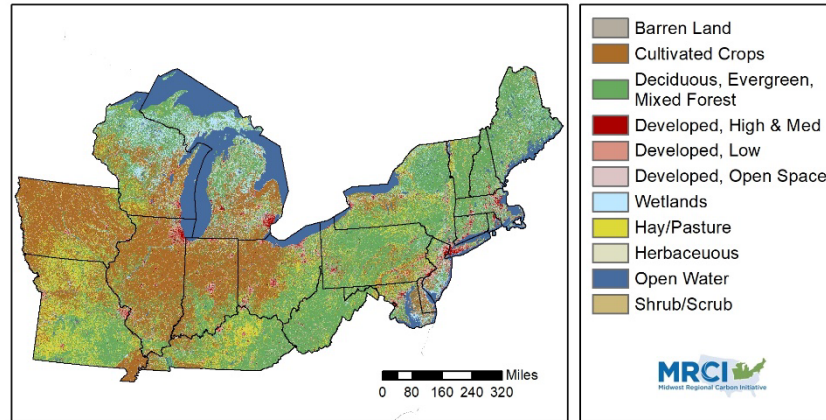 Barren Land
Cultivated Crops
Deciduous, Evergreen,
Mixed Forest
Developed, High & Med
Developed, Low
Developed, Open Space
Wetlands
Hay/Pasture
Herbaceuous
Open Water
Shrub/Scrub
Miles
0 80 160 240 320
MRCI
Midwest Regional Carbon Initiative